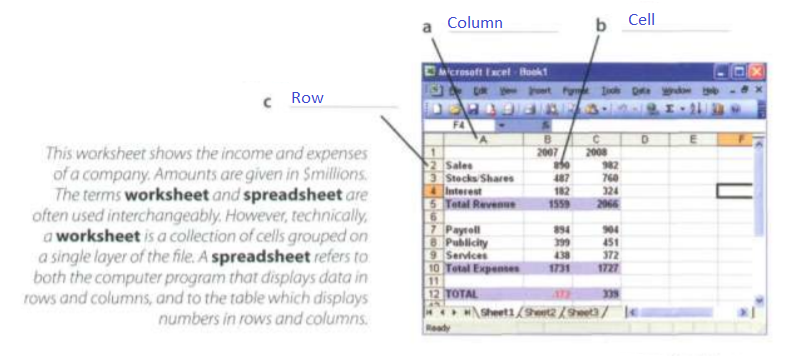 a Column b Cell
c Row
Microsoft Excel - Book1
File Edit View Insert Format Tools Data Window Help
F4
A B C D E F
1 2007 2008
2 Sales 890 982
3 Stocks/Shares 487 760
4 Interest 182 324
5 Total Revenue 1559 2066
6
7 Payroll 894 904
8 Publicity 399 451
9 Services 438 372
10 Total Expenses 1731 1727
11
12 TOTAL -172 339
Sheet1 / Sheet2 / Sheet3 /
Ready
This worksheet shows the income and expenses
of a company. Amounts are given in $millions.
The terms worksheet and spreadsheet are
often used interchangeably. However, technically,
a worksheet is a collection of cells grouped on
a single layer of the file. A spreadsheet refers to
both the computer program that displays data in
rows and columns, and to the table which displays
numbers in rows and columns.